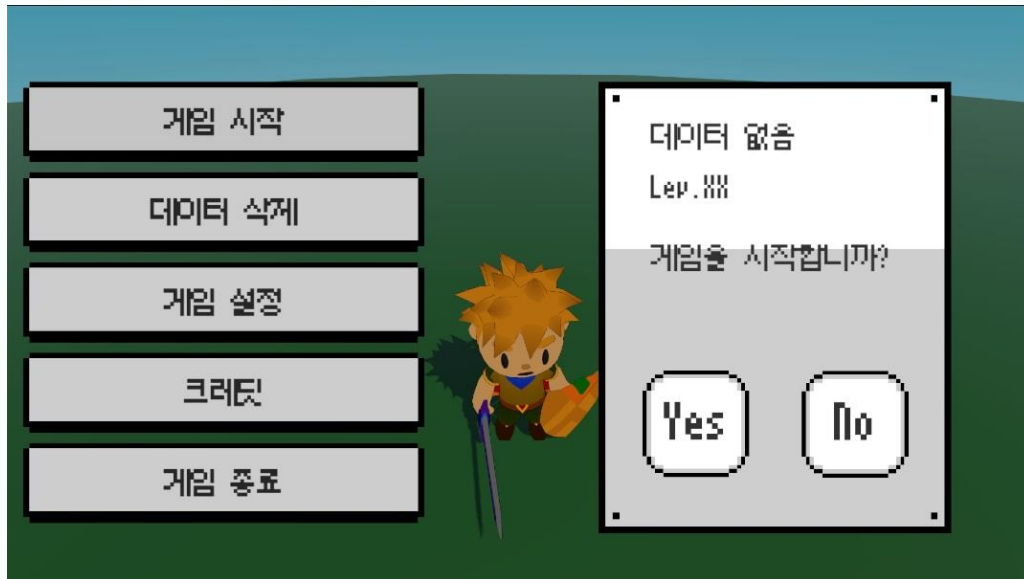 게임 시작
데이터 삭제
게임 설정
크레딧
게임 종료
데이터 없음
Lev.XX
게임을 시작합니까?
Yes
No